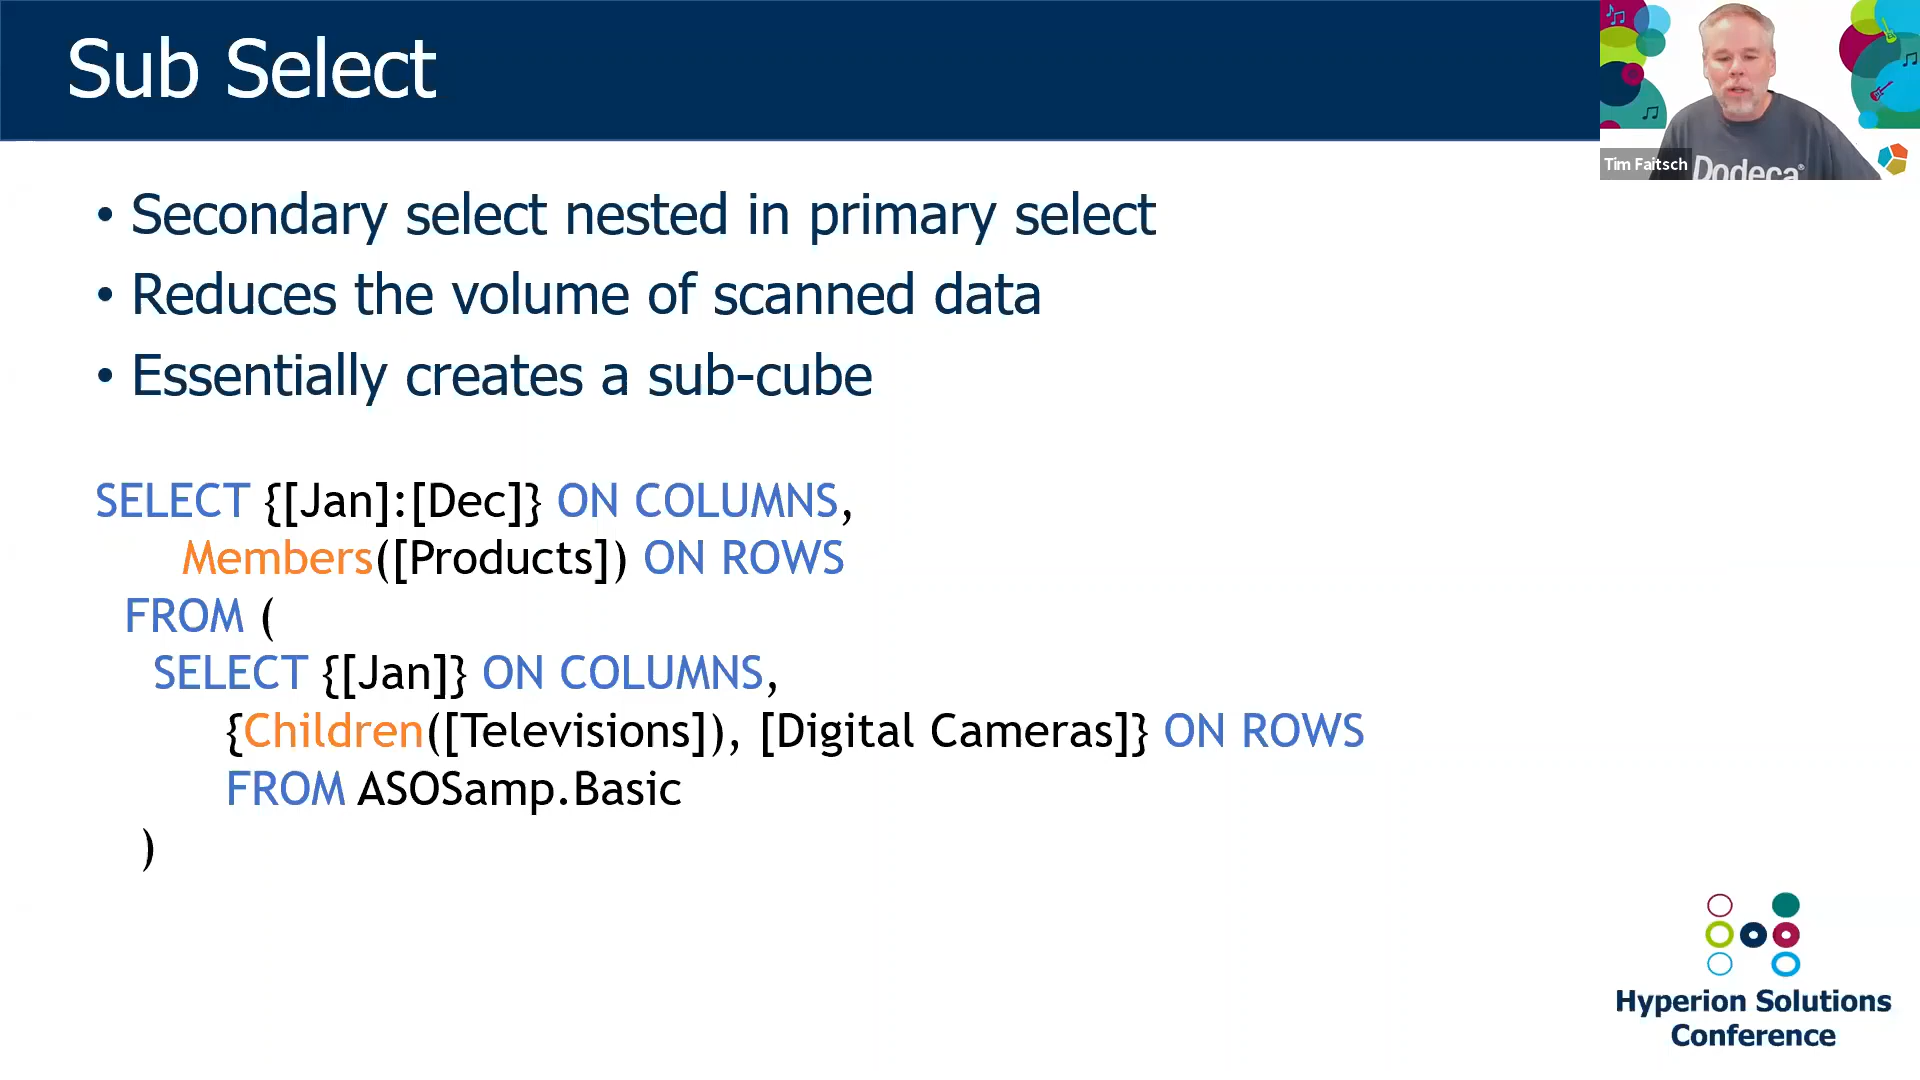 Sub Select
Tim Faitsch
Dodeca®
• Secondary select nested in primary select
• Reduces the volume of scanned data
• Essentially creates a sub-cube
SELECT {[Jan]:[Dec]} ON COLUMNS,
Members([Products]) ON ROWS
FROM (
SELECT {[Jan]} ON COLUMNS,
{Children([Televisions]), [Digital Cameras]} ON ROWS
FROM ASOSamp.Basic
)
Hyperion Solutions
Conference